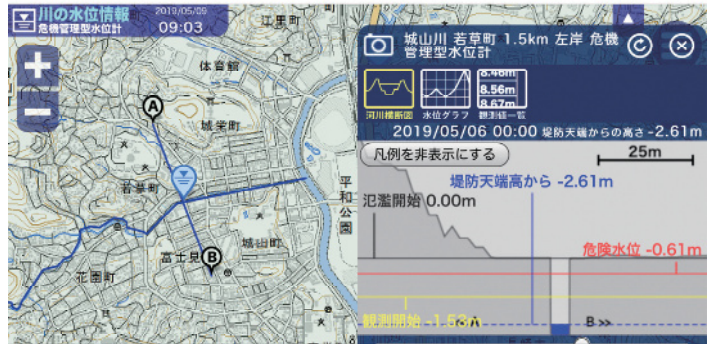 川の水位情報
危機管理型水位計
2019/05/09
09:03
江里町
体育館
A
城栄町
若草町
平和公園
富士見
B
城山町
花園町
城山川 若草町 1.5km 左岸 危機
管理型水位計
河川横断図
水位グラフ
8.46m
8.56m
8.67m
観測値一覧
2019/05/06 00:00 堤防天端からの高さ -2.61m
凡例を非表示にする
25m
堤防天端高から -2.61m
氾濫開始 0.00m
危険水位 -0.61m
観測開始 -1.53m
B >>